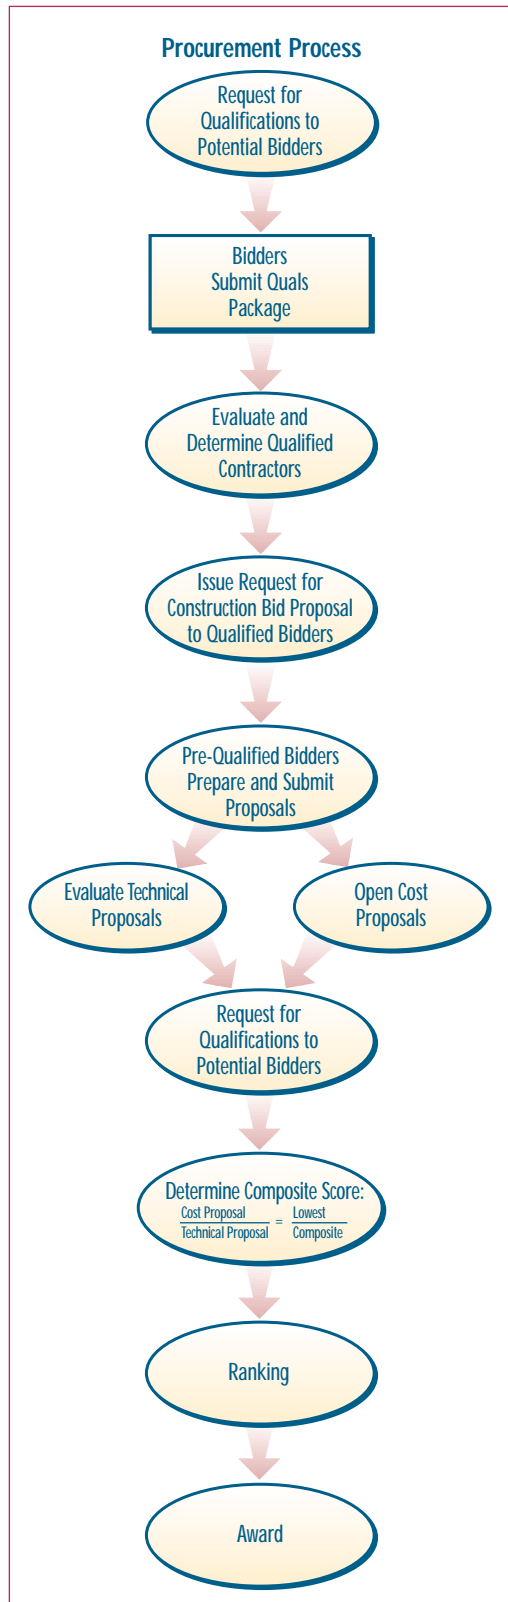 Procurement Process
Request for
Qualifications to
Potential Bidders
Bidders
Submit Quals
Package
Evaluate and
Determine Qualified
Contractors
Issue Request for
Construction Bid Proposal
to Qualified Bidders
Pre-Qualified Bidders
Prepare and Submit
Proposals
Evaluate Technical
Proposals
Open Cost
Proposals
Request for
Qualifications to
Potential Bidders
Determine Composite Score:
Cost Proposal
Technical Proposal
=
Lowest
Composite
Ranking
Award